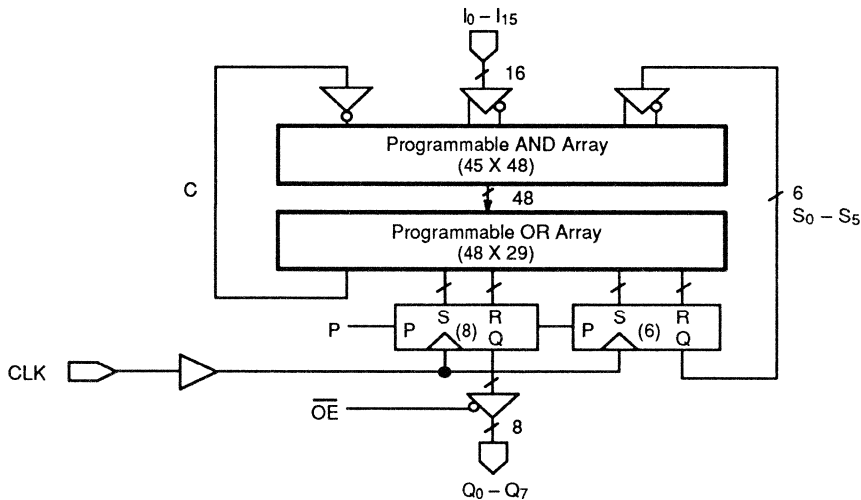 I0 – I15
16
Programmable AND Array
(45 X 48)
C
48
6
S0 – S5
Programmable OR Array
(48 X 29)
P
P
S
(8)
R
Q
P
S
(6)
R
Q
CLK
OE
8
Q0 – Q7